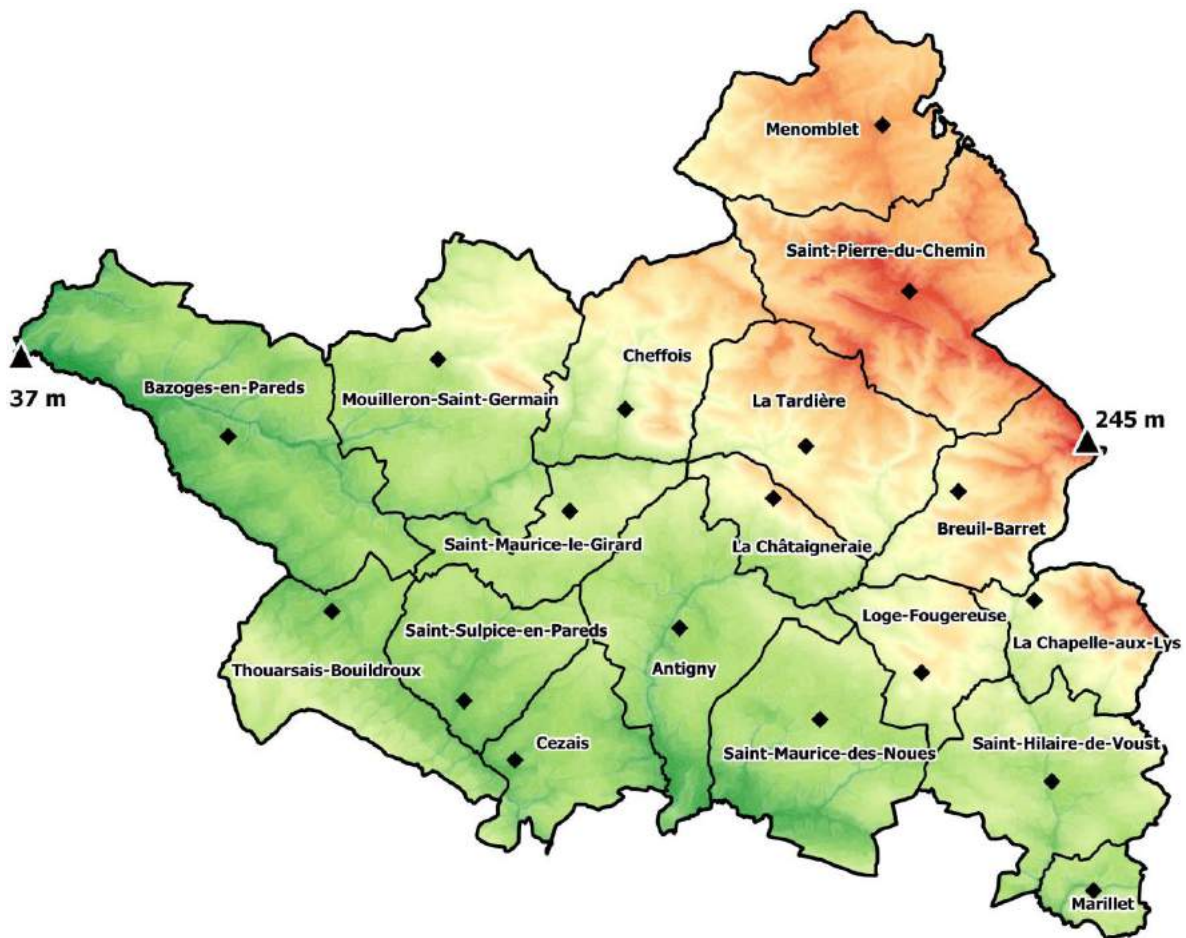 Menomblet
Saint-Pierre-du-Chemin
Cheffois
37 m
Bazoges-en-Pareds
Mouilleron-Saint-Germain
La Tardière
245 m
Breuil-Barret
Saint-Maurice-le-Girard
La Châtaigneraie
Loge-Fougereuse
Saint-Sulpice-en-Pareds
La Chapelle-aux-Lys
Thouarsais-Bouildroux
Antigny
Cezais
Saint-Maurice-des-Noues
Saint-Hilaire-de-Voust
Marillet